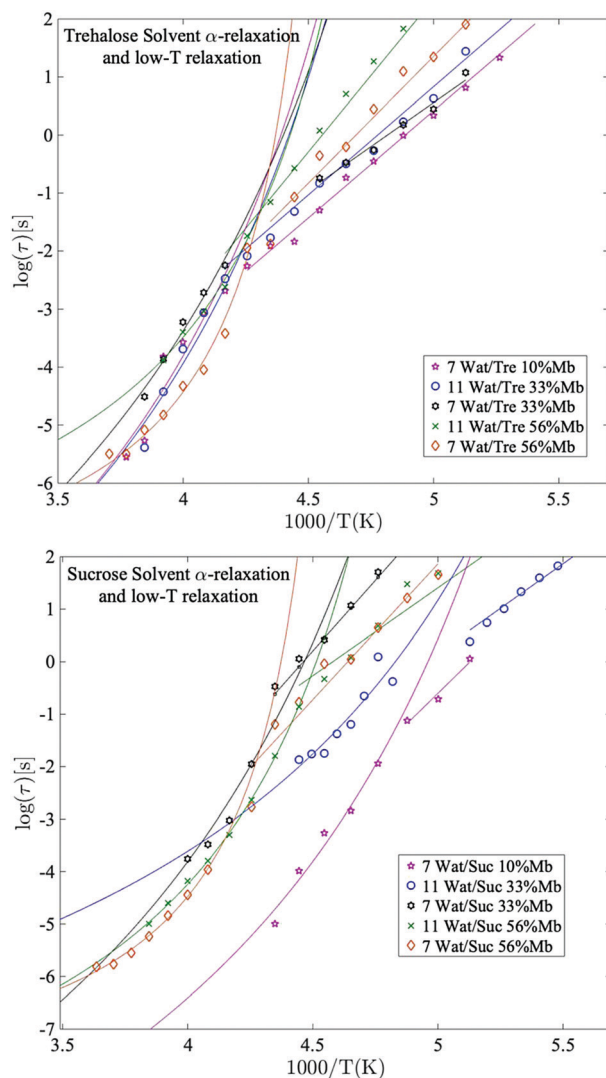 Trehalose Solvent α-relaxation
and low-T relaxation
2
1
0
-1
-2
-3
-4
-5
-6
log(τ)[s]
7 Wat/Tre 10%Mb
11 Wat/Tre 33%Mb
7 Wat/Tre 33%Mb
11 Wat/Tre 56%Mb
7 Wat/Tre 56%Mb
3.5 4 4.5 5 5.5
1000/T(K)
Sucrose Solvent α-relaxation
and low-T relaxation
2
1
0
-1
-2
-3
-4
-5
-6
-7
log(τ)[s]
7 Wat/Suc 10%Mb
11 Wat/Suc 33%Mb
7 Wat/Suc 33%Mb
11 Wat/Suc 56%Mb
7 Wat/Suc 56%Mb
3.5 4 4.5 5 5.5
1000/T(K)